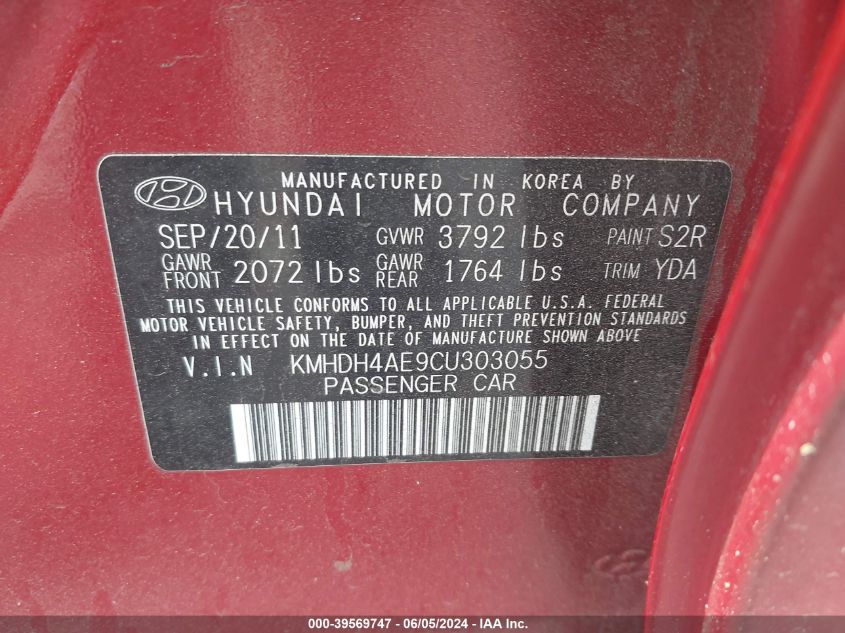 MANUFACTURED IN KOREA BY
HYUNDAI MOTOR COMPANY
SEP/20/11 GVWR 3792 lbs PAINT S2R
GAWR FRONT 2072 lbs GAWR REAR 1764 lbs TRIM YDA
THIS VEHICLE CONFORMS TO ALL APPLICABLE U.S.A. FEDERAL
MOTOR VEHICLE SAFETY, BUMPER, AND THEFT PREVENTION STANDARDS
IN EFFECT ON THE DATE OF MANUFACTURE SHOWN ABOVE.
V.I.N KMHDH4AE9CU303055
PASSENGER CAR
000-39569747 - 06/05/2024 - IAA Inc.